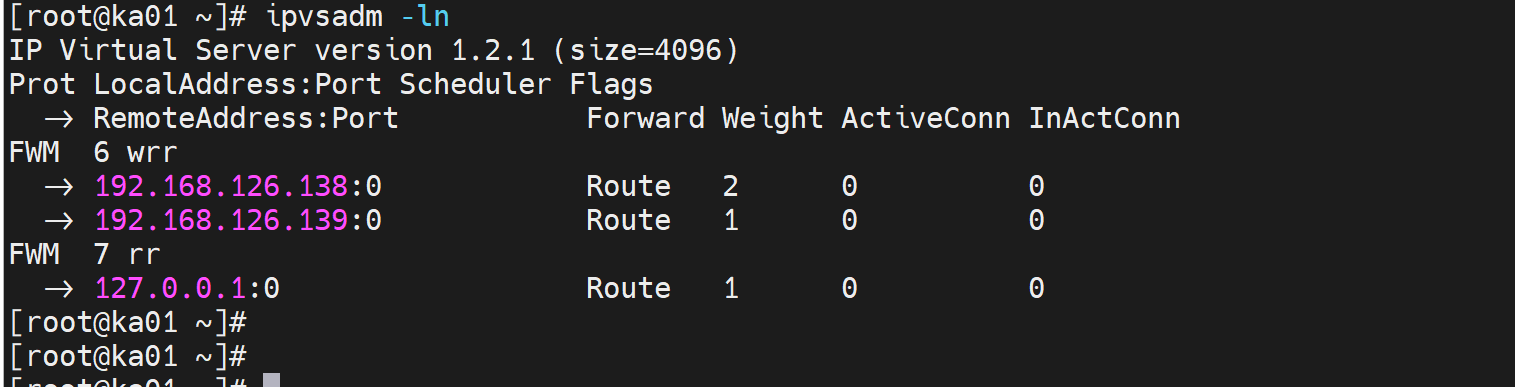 [root@ka01 ~]# ipvsadm -ln
IP Virtual Server version 1.2.1 (size=4096)
Prot LocalAddress:Port Scheduler Flags
  -> RemoteAddress:Port           Forward Weight ActiveConn InActConn
FWM  6 wrr
  -> 192.168.126.138:0            Route   2      0          0
  -> 192.168.126.139:0            Route   1      0          0
FWM  7 rr
  -> 127.0.0.1:0                  Route   1      0          0
[root@ka01 ~]#
[root@ka01 ~]#
[root@ka01 ~]#